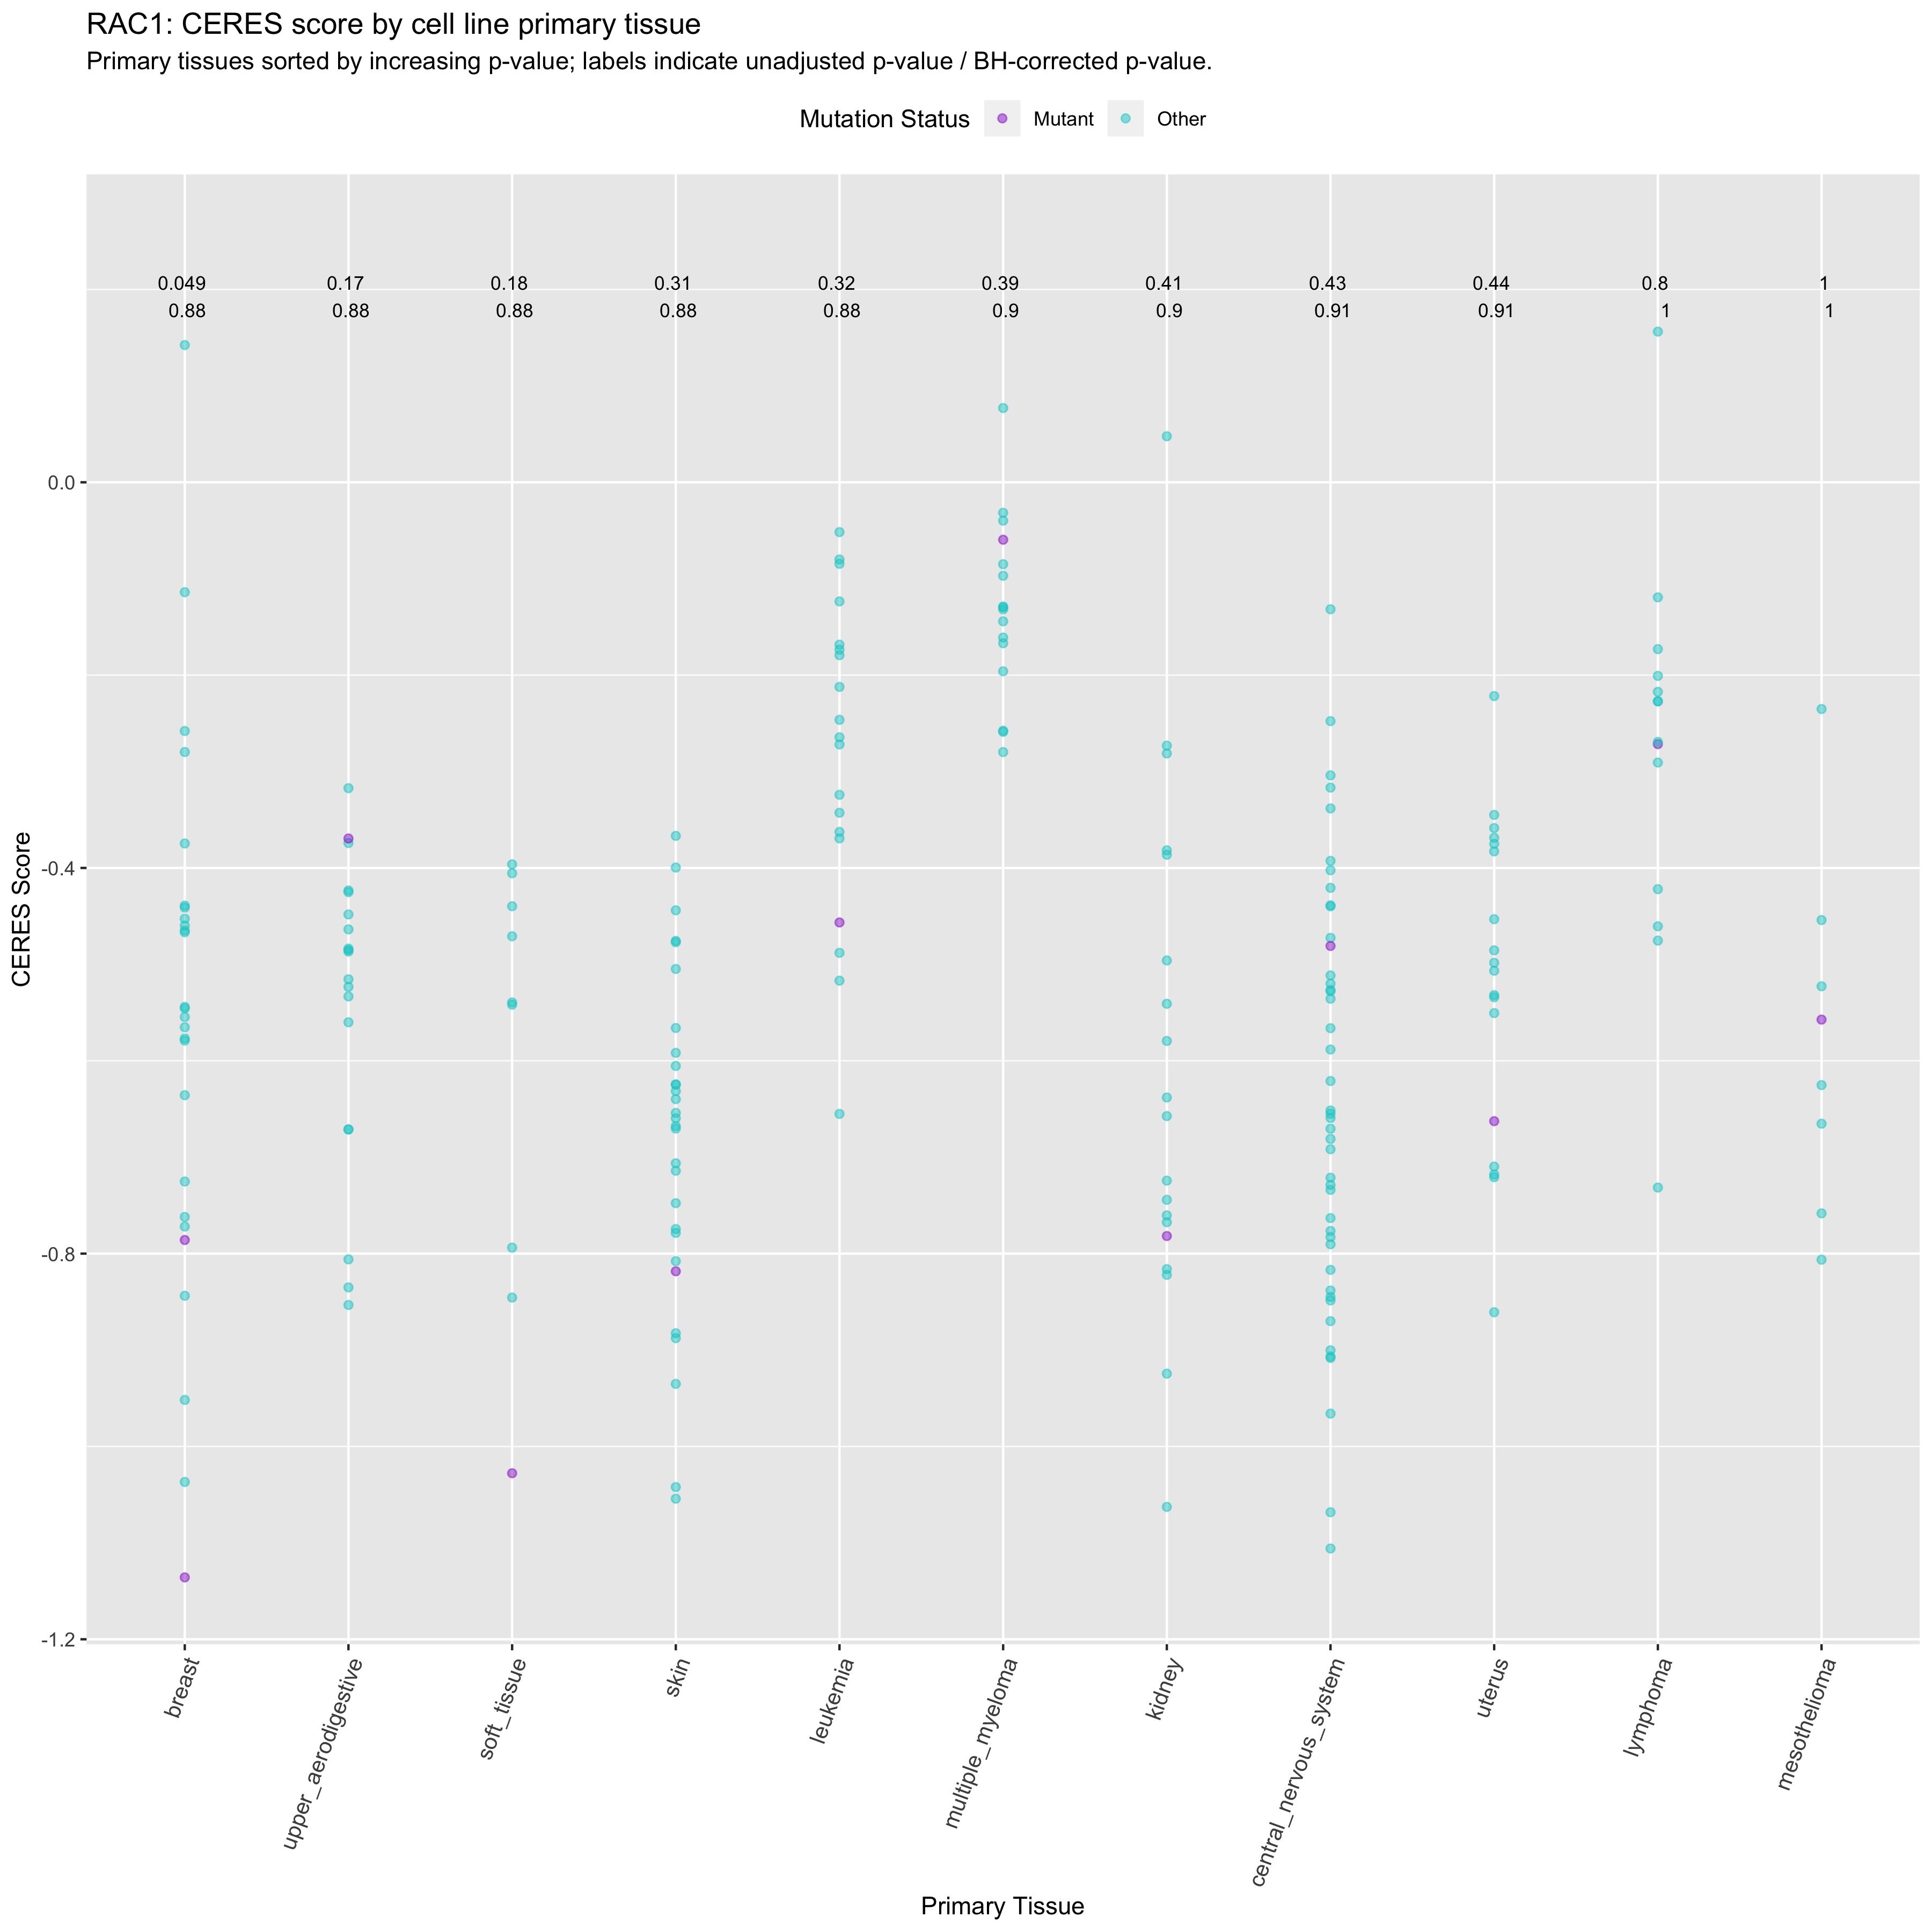 RAC1: CERES score by cell line primary tissue
Primary tissues sorted by increasing p-value; labels indicate unadjusted p-value / BH-corrected p-value.
Mutation Status Mutant Other
0.049 0.17 0.18 0.31 0.32 0.39 0.41 0.43 0.44 0.8 1
0.88 0.88 0.88 0.88 0.88 0.9 0.9 0.91 0.91 1 1
0.0
-0.4
-0.8
-1.2
CERES Score
breast upper_aerodigestive soft_tissue skin leukemia multiple_myeloma kidney central_nervous_system uterus lymphoma mesothelioma
Primary Tissue